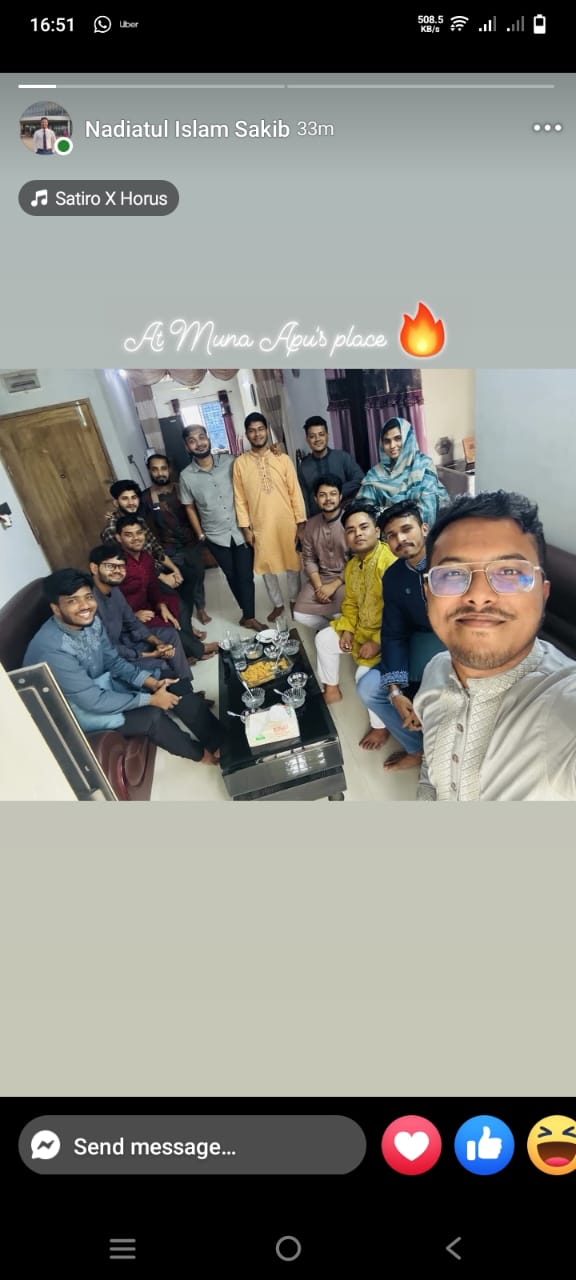 16:51 Uber 508.5 KB/s
Nadiatul Islam Sakib 33m
Satiro X Horus
At Muna Apu's place
Send message...